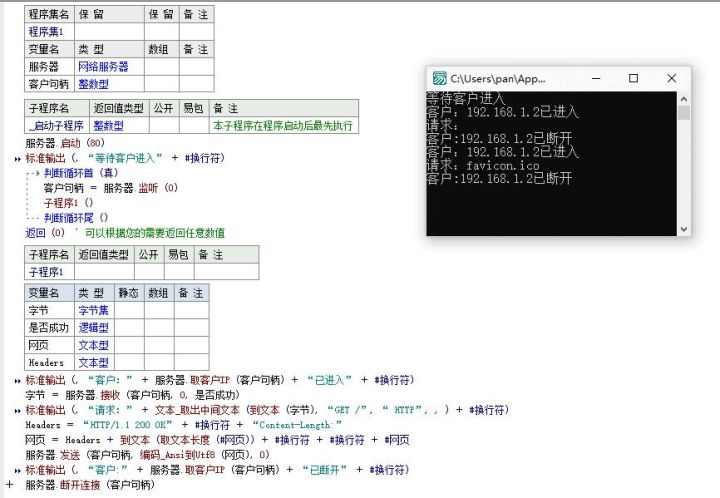 程序集名 保 留 保 留 备 注
程序集1
变量名 类 型 数组 备 注
服务器 网络服务器
客户句柄 整数型
子程序名 返回值类型 公开 易包 备 注
_启动子程序 整数型 本子程序在程序启动后最先执行
服务器.启动 (80)
标准输出 (, “等待客户进入” + #换行符)
判断循环首 (真)
客户句柄 = 服务器.监听 (0)
子程序1 ()
判断循环尾 ()
返回 (0) ' 可以根据您的需要返回任意数值
子程序名 返回值类型 公开 易包 备 注
子程序1
变量名 类 型 静态 数组 备 注
字节 字节集
是否成功 逻辑型
网页 文本型
Headers 文本型
标准输出 (, “客户：” + 服务器.取客户IP (客户句柄) + “已进入” + #换行符)
字节 = 服务器.接收 (客户句柄, 0, 是否成功)
标准输出 (, “请求：” + 文本_取出中间文本 (到文本 (字节), “GET /”, “ HTTP”, , ) + #换行符)
Headers = “HTTP/1.1 200 OK” + #换行符 + “Content-Length:”
网页 = Headers + 到文本 (取文本长度 (#网页)) + #换行符 + #换行符 + #网页
服务器.发送 (客户句柄, 编码_Ansi到Utf8 (网页), 0)
标准输出 (, “客户:” + 服务器.取客户IP (客户句柄) + “已断开” + #换行符)
+ 服务器.断开连接 (客户句柄)
C:\Users\pan\App...
等待客户进入
客户：192.168.1.2已进入
请求：
客户:192.168.1.2已断开
客户：192.168.1.2已进入
请求：favicon.ico
客户:192.168.1.2已断开